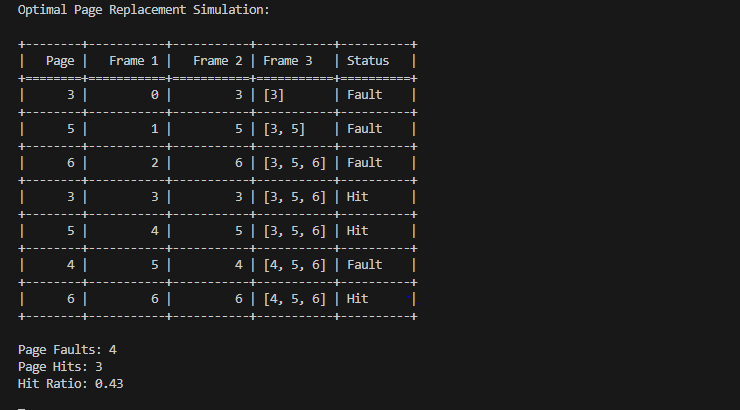 Optimal Page Replacement Simulation:
+--------+-----------+-----------+-----------+----------+
|   Page |   Frame 1 |   Frame 2 | Frame 3   | Status   |
+========+===========+===========+===========+==========+
|      3 |         0 |         3 | [3]       | Fault    |
+--------+-----------+-----------+-----------+----------+
|      5 |         1 |         5 | [3, 5]    | Fault    |
+--------+-----------+-----------+-----------+----------+
|      6 |         2 |         6 | [3, 5, 6] | Fault    |
+--------+-----------+-----------+-----------+----------+
|      3 |         3 |         3 | [3, 5, 6] | Hit      |
+--------+-----------+-----------+-----------+----------+
|      5 |         4 |         5 | [3, 5, 6] | Hit      |
+--------+-----------+-----------+-----------+----------+
|      4 |         5 |         4 | [4, 5, 6] | Fault    |
+--------+-----------+-----------+-----------+----------+
|      6 |         6 |         6 | [4, 5, 6] | Hit      |
+--------+-----------+-----------+-----------+----------+
Page Faults: 4
Page Hits: 3
Hit Ratio: 0.43